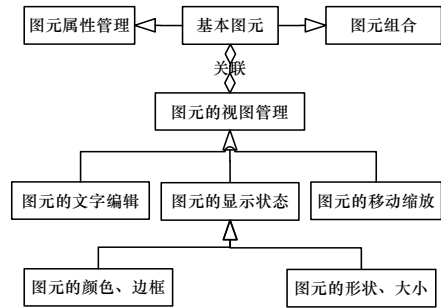 图元属性管理
基本图元
图元组合
关联
图元的视图管理
图元的文字编辑
图元的显示状态
图元的移动缩放
图元的颜色、边框
图元的形状、大小